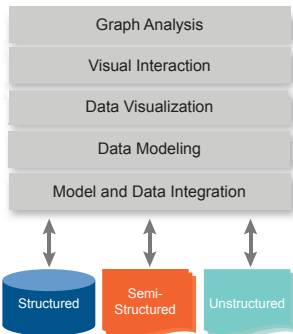 Graph Analysis
Visual Interaction
Data Visualization
Data Modeling
Model and Data Integration
Structured
Semi-
Structured
Unstructured